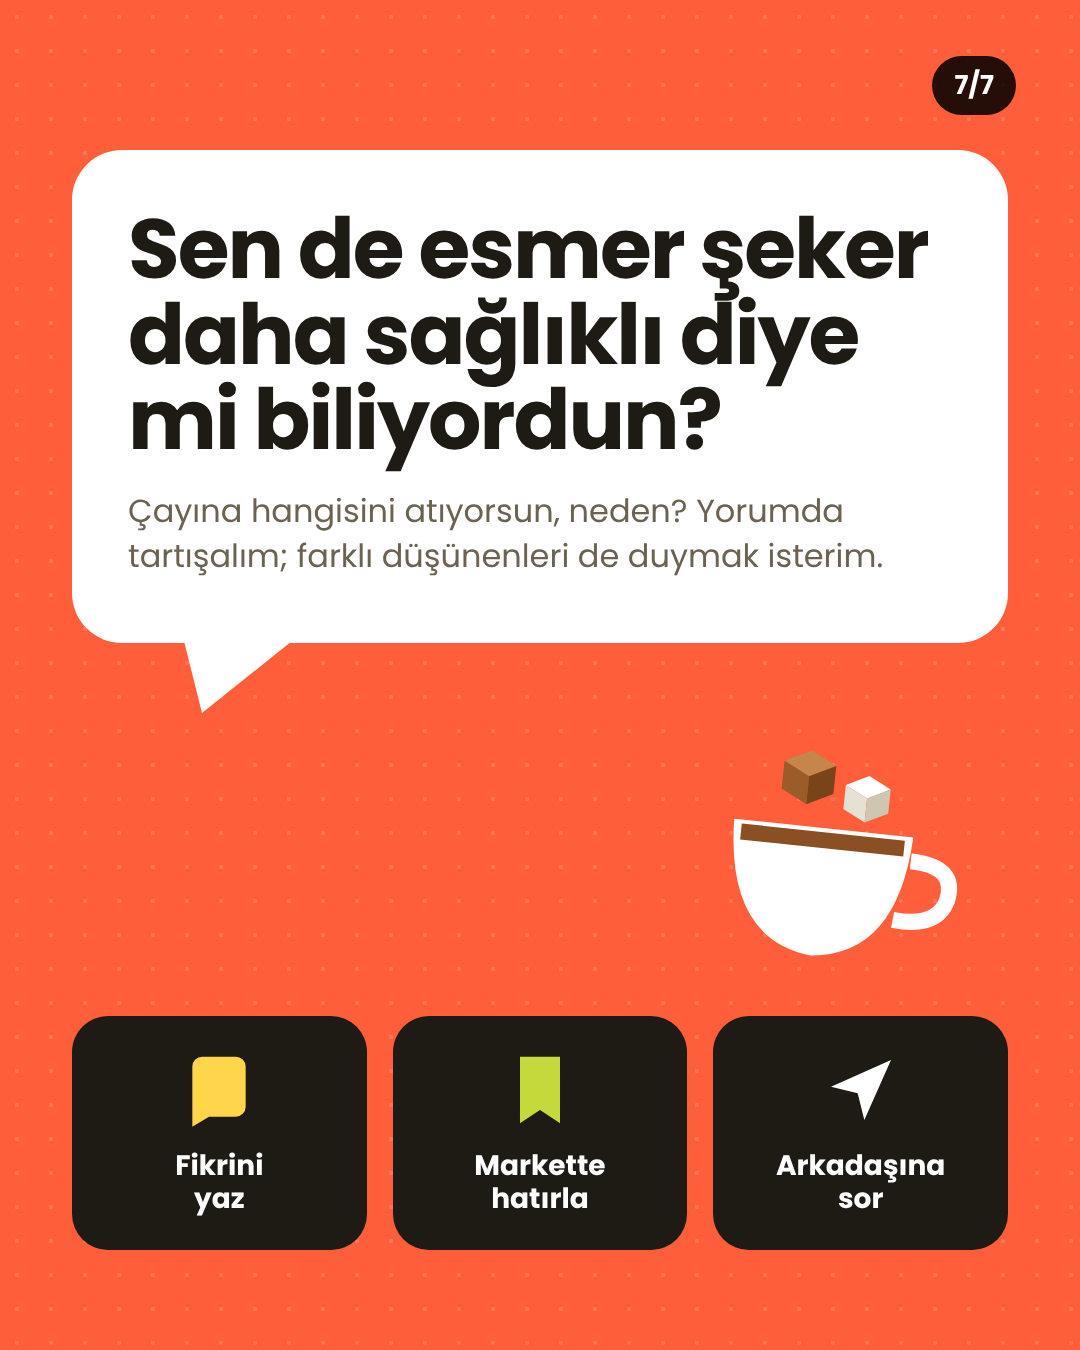 7/7
Sen de esmer şeker
daha sağlıklı diye
mi biliyordun?
Çayına hangisini atıyorsun, neden? Yorumda
tartışalım; farklı düşünenleri de duymak isterim.
Fikrini
yaz
Markette
hatırla
Arkadaşına
sor